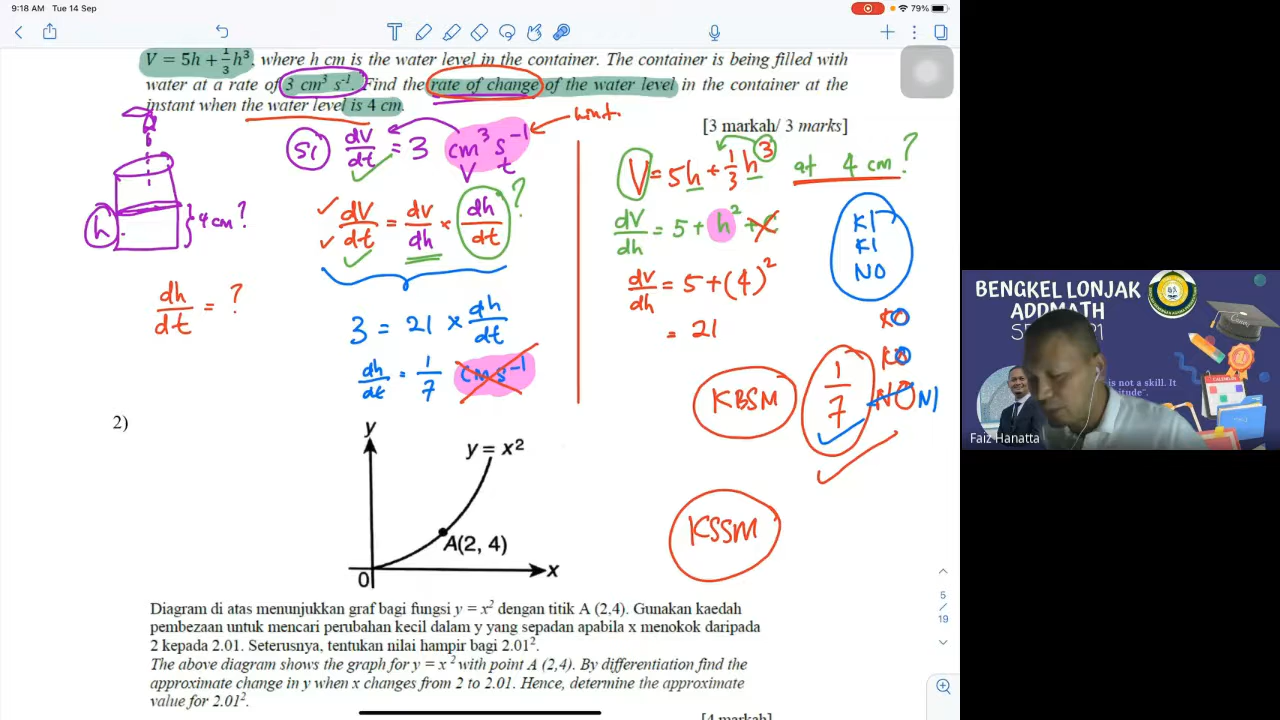 9:18 AM Tue 14 Sep
79%
V = 5h + 1/3 h³, where h cm is the water level in the container. The container is being filled with
water at a rate of 3 cm³ s⁻¹. Find the rate of change of the water level in the container at the
instant when the water level is 4 cm.
[3 markah/ 3 marks]
hint
si dV/dt = 3 cm³ s⁻¹
V t
dV/dt = dv/dh × dh/dt ?
h
4cm?
dh/dt = ?
3 = 21 × dh/dt
dh/dt = 1/7 cms⁻¹
V = 5h + 1/3 h³
at 4 cm ?
dV/dh = 5 + h²
dv/dh = 5 + (4)²
= 21
K1
K1
N0
K0
K0
N0 N1
KBSM
1/7
KSSM
2)
y
y = x²
A(2, 4)
0
x
Diagram di atas menunjukkan graf bagi fungsi y = x² dengan titik A (2,4). Gunakan kaedah
pembezaan untuk mencari perubahan kecil dalam y yang sepadan apabila x menokok daripada
2 kepada 2.01. Seterusnya, tentukan nilai hampir bagi 2.01².
The above diagram shows the graph for y = x² with point A (2,4). By differentiation find the
approximate change in y when x changes from 2 to 2.01. Hence, determine the approximate
value for 2.01².
[4 markah]
5
/
19
BENGKEL LONJAK
ADDMATH
is not a skill. It
Faiz Hanatta